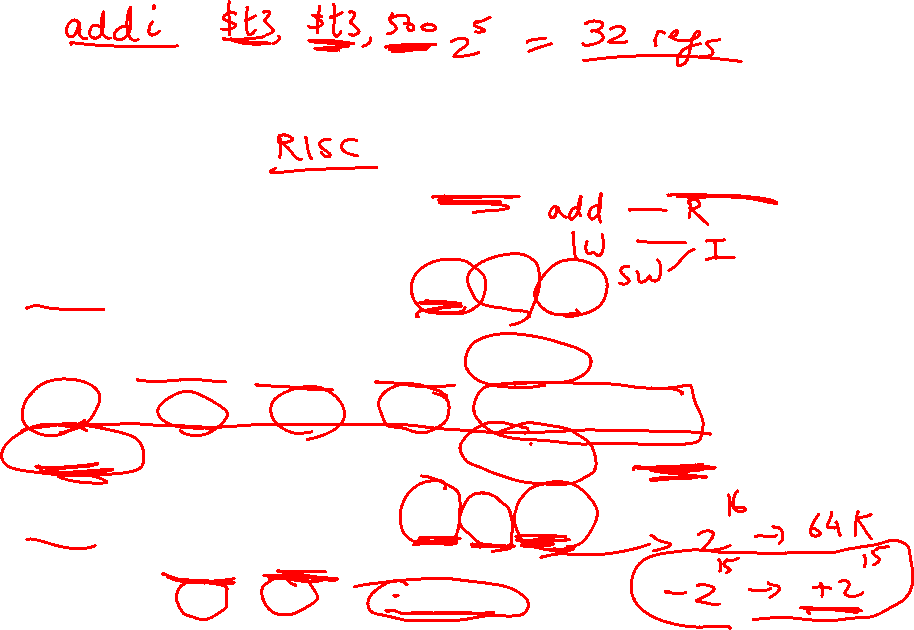 addi $t3, $t3, 500 2^5 = 32 regs
RISC
add — R
lw — I
sw
2^16 → 64K
-2^15 → +2^15